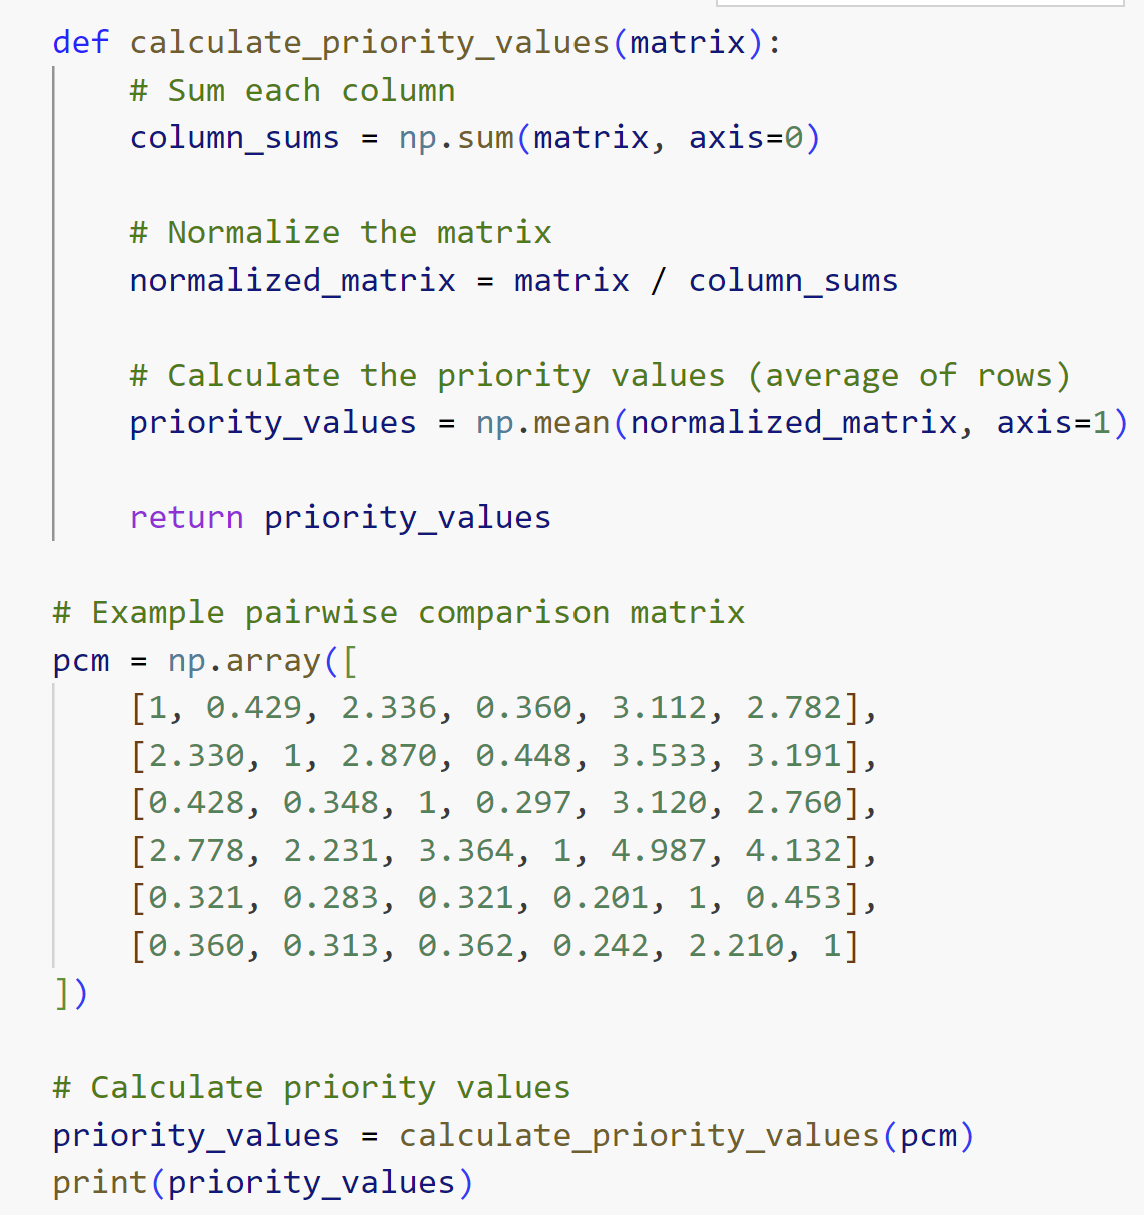 def calculate_priority_values(matrix):
    # Sum each column
    column_sums = np.sum(matrix, axis=0)

    # Normalize the matrix
    normalized_matrix = matrix / column_sums

    # Calculate the priority values (average of rows)
    priority_values = np.mean(normalized_matrix, axis=1)

    return priority_values

# Example pairwise comparison matrix
pcm = np.array([
    [1, 0.429, 2.336, 0.360, 3.112, 2.782],
    [2.330, 1, 2.870, 0.448, 3.533, 3.191],
    [0.428, 0.348, 1, 0.297, 3.120, 2.760],
    [2.778, 2.231, 3.364, 1, 4.987, 4.132],
    [0.321, 0.283, 0.321, 0.201, 1, 0.453],
    [0.360, 0.313, 0.362, 0.242, 2.210, 1]
])

# Calculate priority values
priority_values = calculate_priority_values(pcm)
print(priority_values)